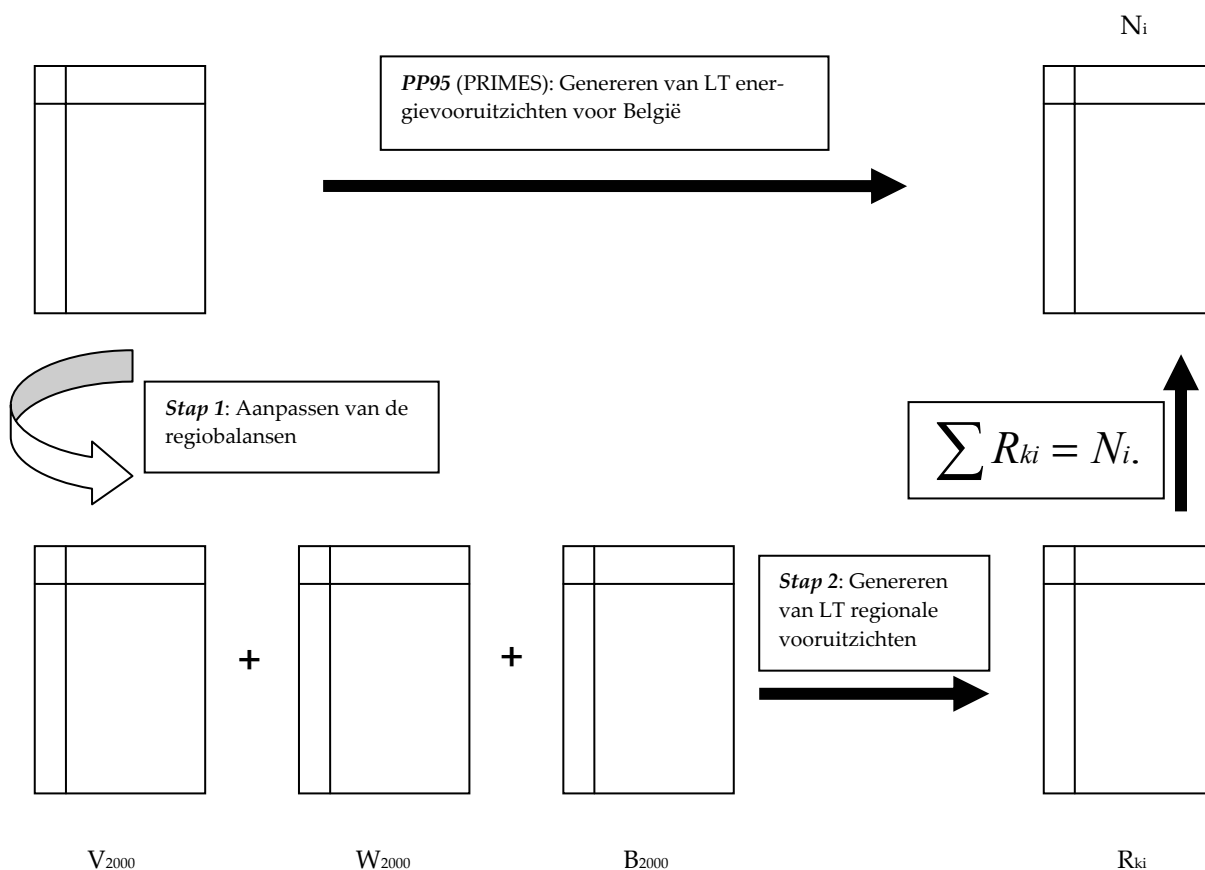 Ni
PP95 (PRIMES): Genereren van LT ener-
gievooruitzichten voor België
Stap 1: Aanpassen van de
regiobalansen
∑ Rki = Ni.
Stap 2: Genereren
van LT regionale
vooruitzichten
+
+
V2000
W2000
B2000
Rki